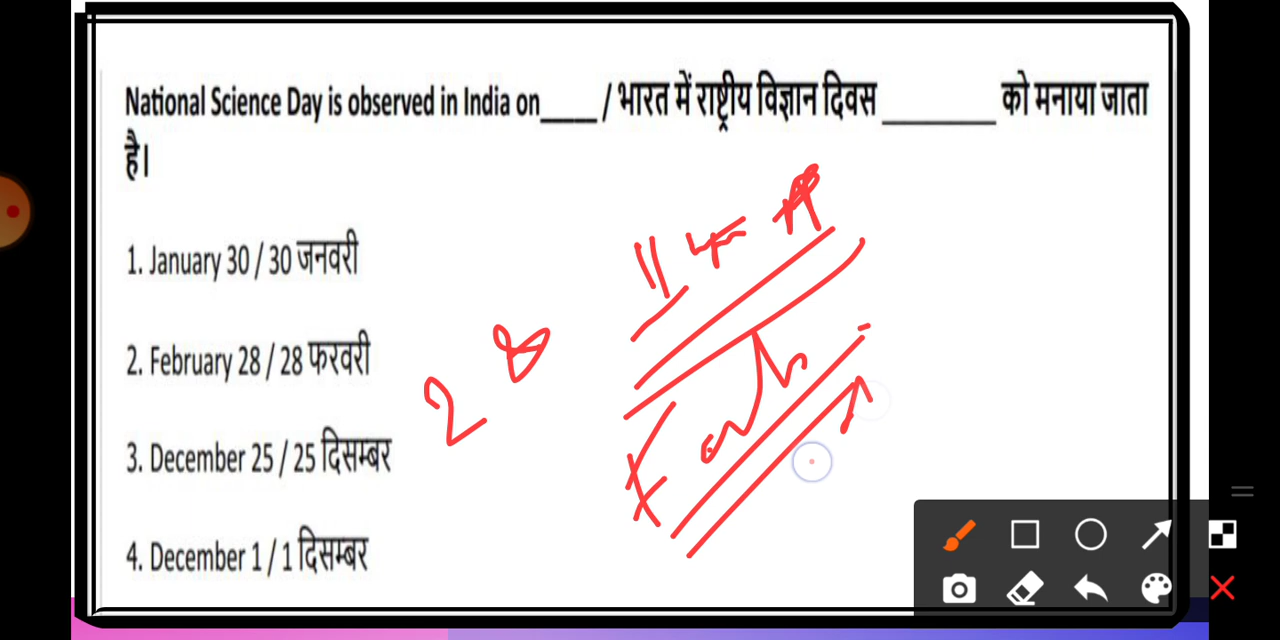 National Science Day is observed in India on____ / भारत में राष्ट्रीय विज्ञान दिवस ________ को मनाया जाता
है।
1. January 30 / 30 जनवरी
2. February 28 / 28 फरवरी
28
3. December 25 / 25 दिसम्बर
4. December 1 / 1 दिसम्बर